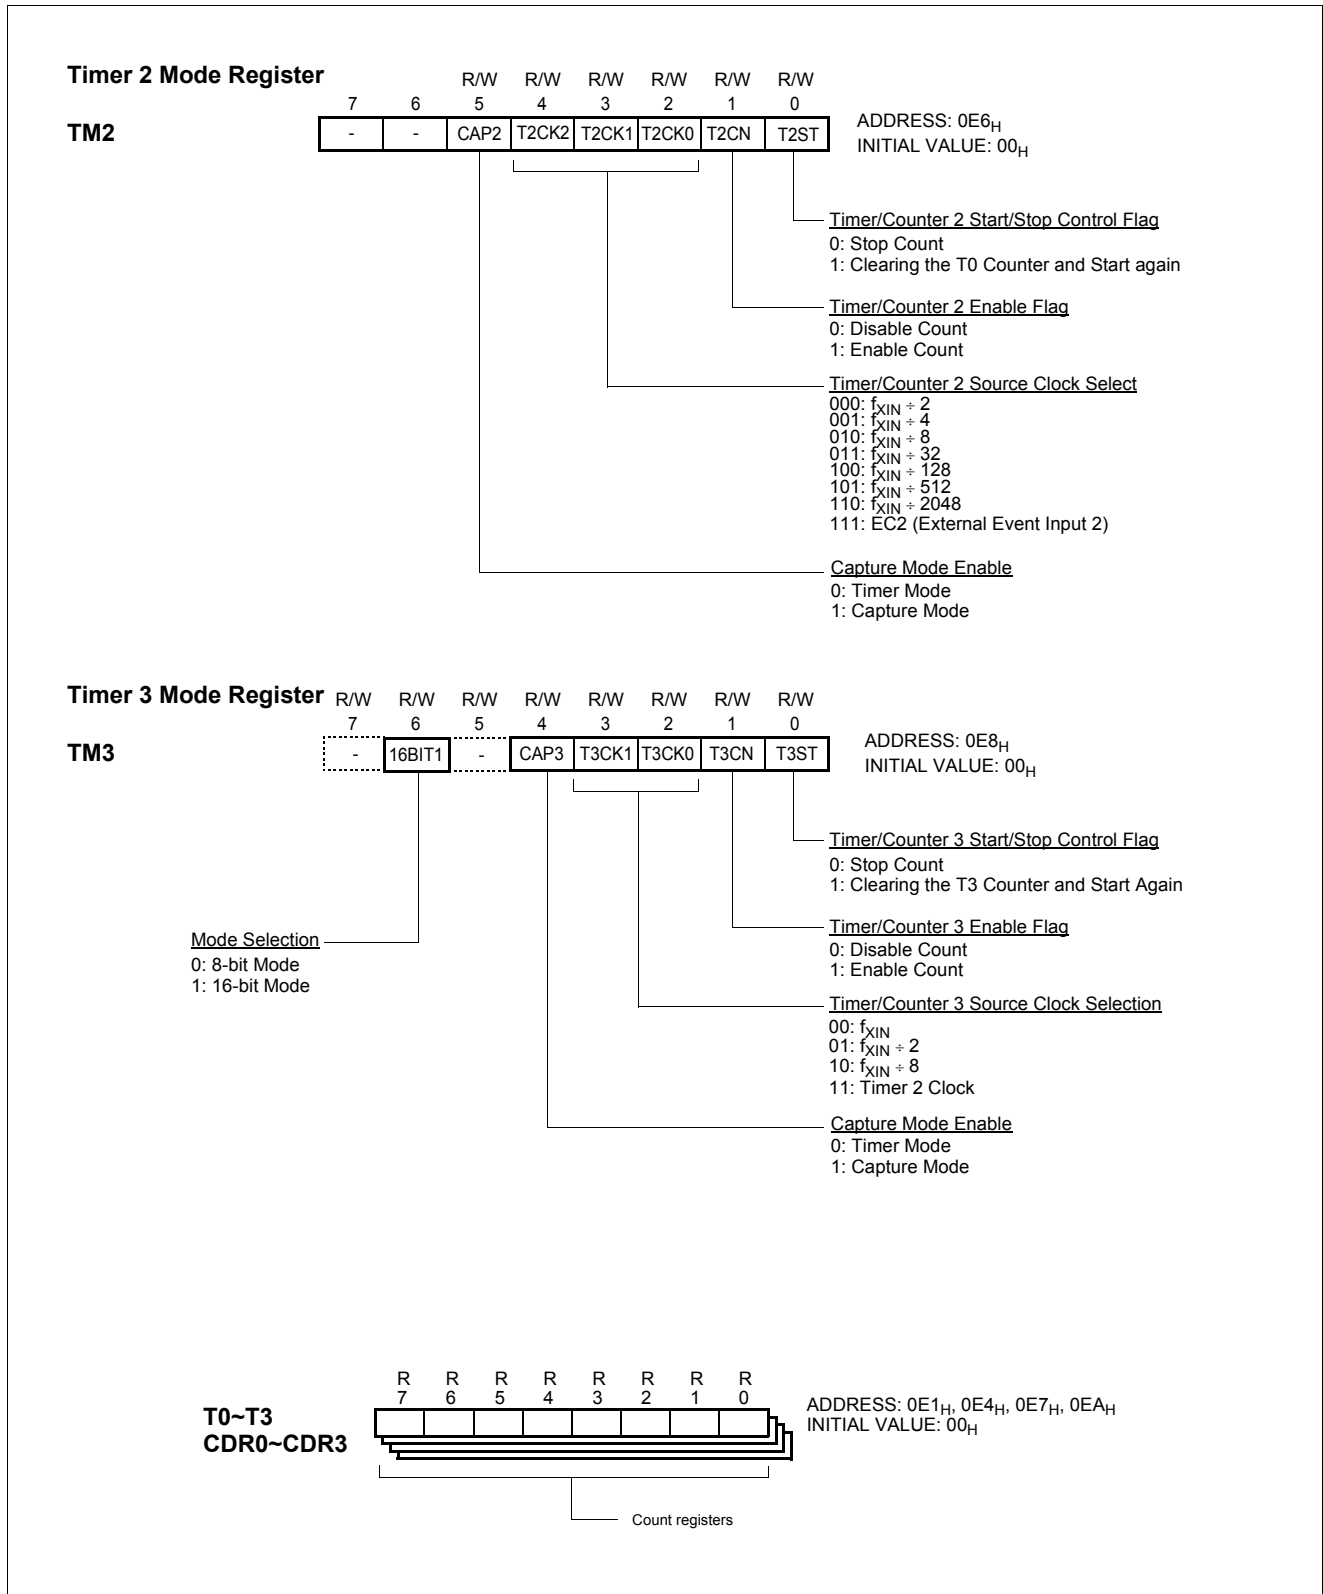 Timer 2 Mode Register
R/W R/W R/W R/W R/W R/W
7 6 5 4 3 2 1 0
TM2
- - CAP2 T2CK2 T2CK1 T2CK0 T2CN T2ST
ADDRESS: 0E6H
INITIAL VALUE: 00H
Timer/Counter 2 Start/Stop Control Flag
0: Stop Count
1: Clearing the T0 Counter and Start again
Timer/Counter 2 Enable Flag
0: Disable Count
1: Enable Count
Timer/Counter 2 Source Clock Select
000: fXIN ÷ 2
001: fXIN ÷ 4
010: fXIN ÷ 8
011: fXIN ÷ 32
100: fXIN ÷ 128
101: fXIN ÷ 512
110: fXIN ÷ 2048
111: EC2 (External Event Input 2)
Capture Mode Enable
0: Timer Mode
1: Capture Mode
Timer 3 Mode Register
R/W R/W R/W R/W R/W R/W R/W R/W
7 6 5 4 3 2 1 0
TM3
- 16BIT1 - CAP3 T3CK1 T3CK0 T3CN T3ST
ADDRESS: 0E8H
INITIAL VALUE: 00H
Timer/Counter 3 Start/Stop Control Flag
0: Stop Count
1: Clearing the T3 Counter and Start Again
Mode Selection
0: 8-bit Mode
1: 16-bit Mode
Timer/Counter 3 Enable Flag
0: Disable Count
1: Enable Count
Timer/Counter 3 Source Clock Selection
00: fXIN
01: fXIN ÷ 2
10: fXIN ÷ 8
11: Timer 2 Clock
Capture Mode Enable
0: Timer Mode
1: Capture Mode
R R R R R R R R
7 6 5 4 3 2 1 0
T0~T3
CDR0~CDR3
ADDRESS: 0E1H, 0E4H, 0E7H, 0EAH
INITIAL VALUE: 00H
Count registers